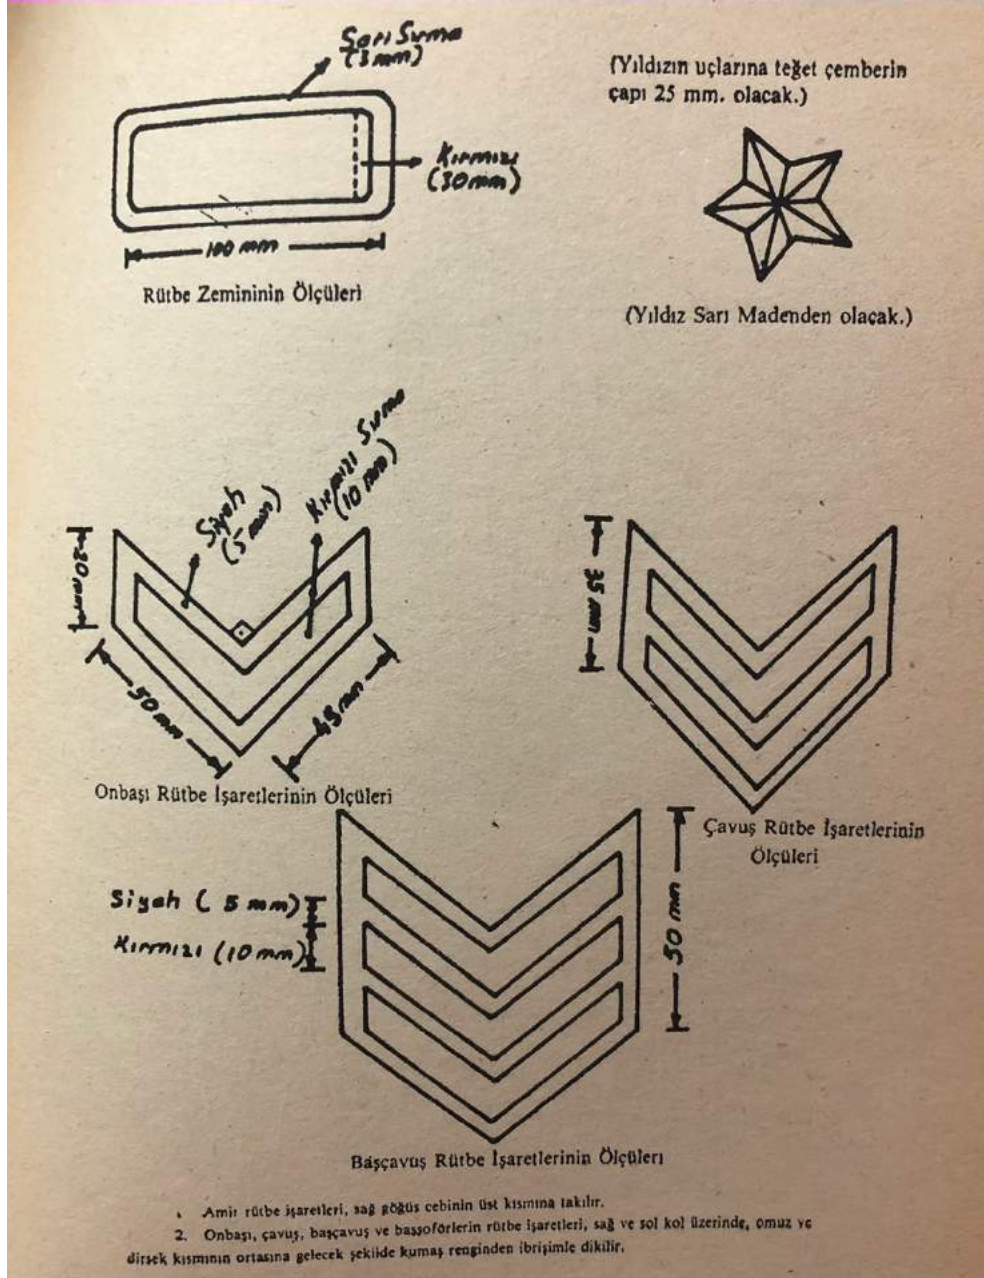 Sarı Sırma
(3mm)
Kırmızı
(30mm)
100 mm
Rütbe Zemininin Ölçüleri
(Yıldızın uçlarına teğet çemberin
çapı 25 mm. olacak.)
(Yıldız Sarı Madenden olacak.)
Siyah
(5 mm)
Kırmızı Sırma
(10 mm)
20mm
50 mm
45 mm
Onbaşı Rütbe İşaretlerinin Ölçüleri
35 mm
Çavuş Rütbe İşaretlerinin
Ölçüleri
Siyah ( 5 mm)
Kırmızı (10 mm)
50 mm
Başçavuş Rütbe İşaretlerinin Ölçüleri
Amir rütbe işaretleri, sağ göğüs cebinin üst kısmına takılır.
2. Onbaşı, çavuş, başçavuş ve başşoförlerin rütbe işaretleri, sağ ve sol kol üzerinde, omuz ve
dirsek kısmının ortasına gelecek şekilde kumaş renginden ibrişimle dikilir.